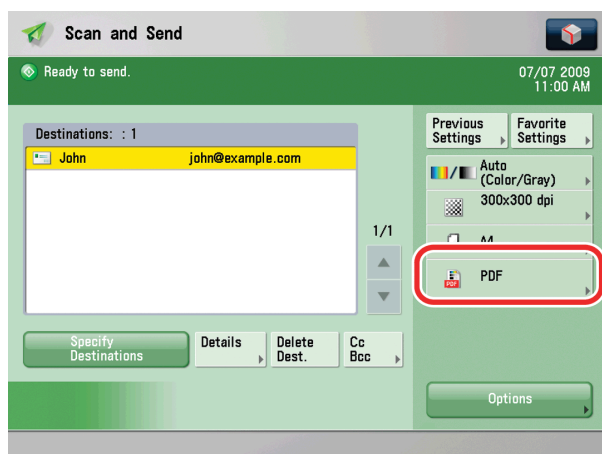 Scan and Send
Ready to send.
07/07 2009
11:00 AM
Destinations: : 1
John john@example.com
1/1
Specify
Destinations
Details
Delete
Dest.
Cc
Bcc
Previous
Settings
Favorite
Settings
Auto
(Color/Gray)
300x300 dpi
A4
PDF
PDF
Options